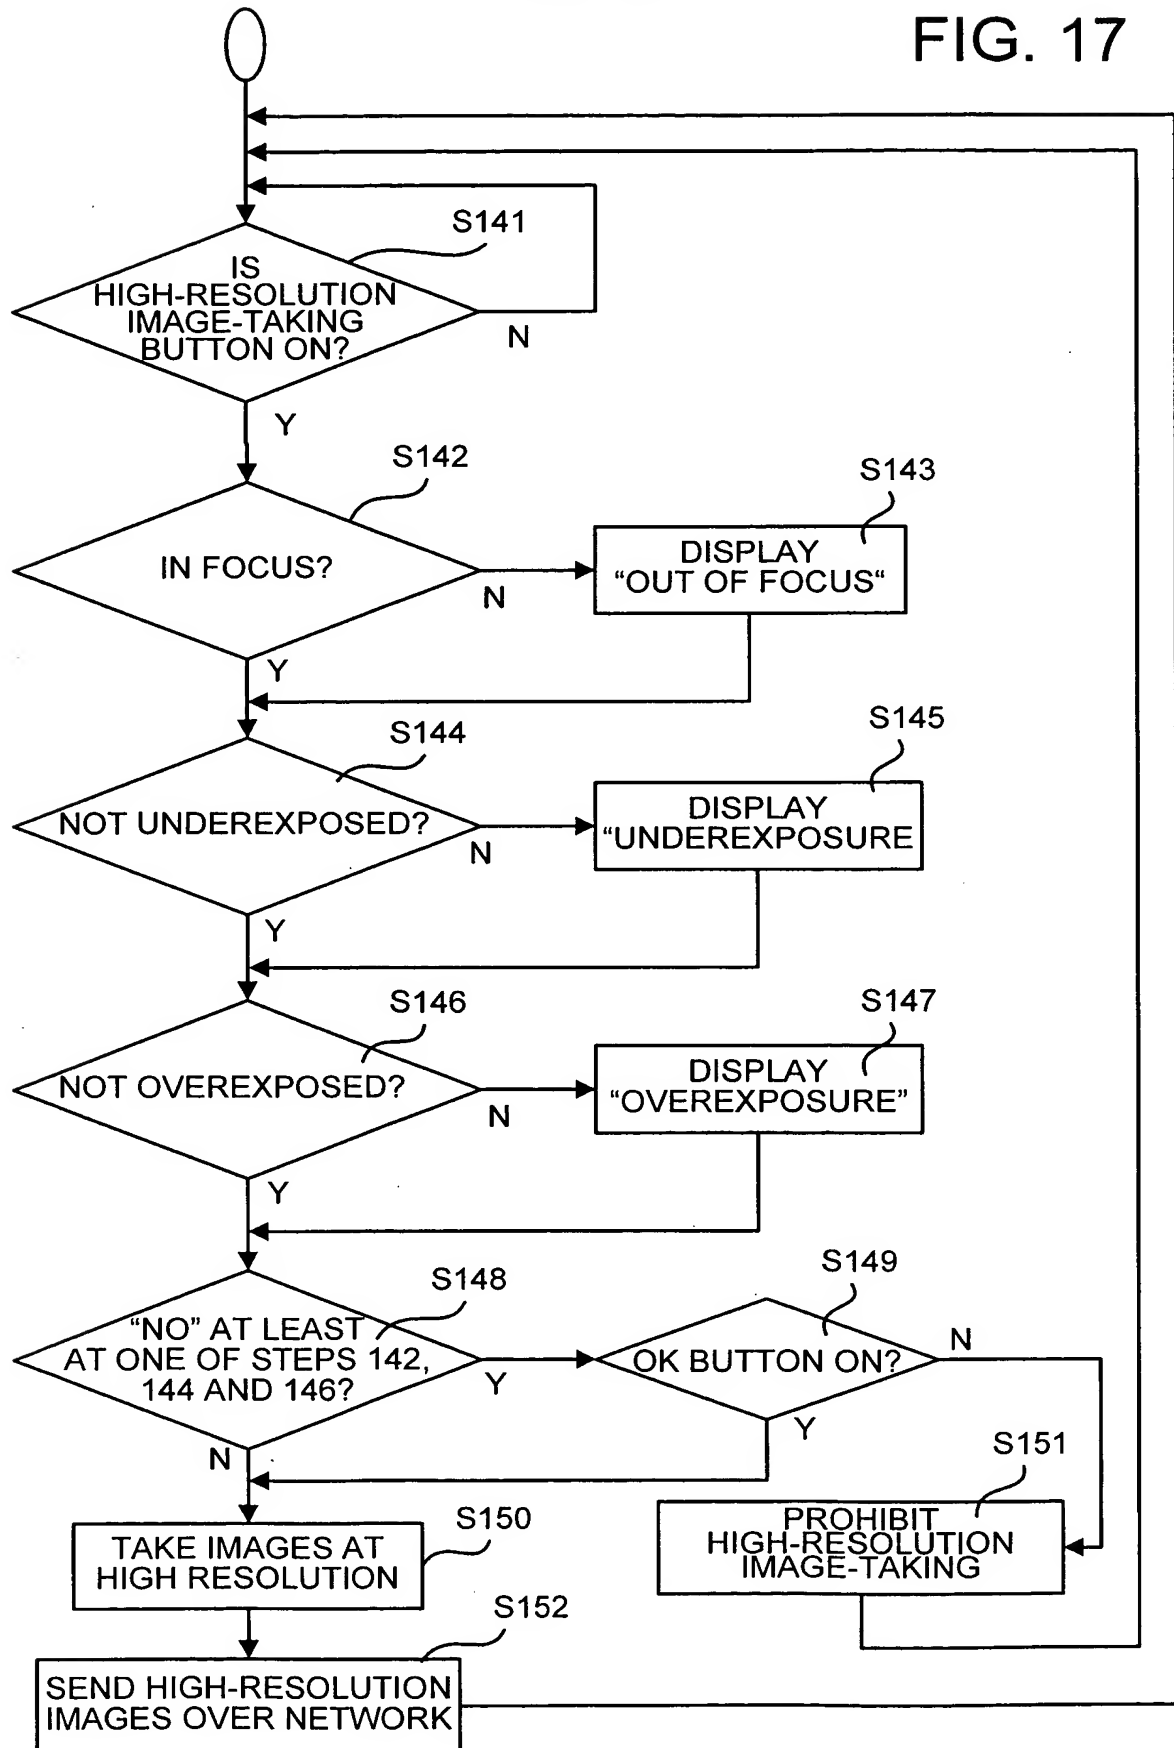 FIG. 17
S141
IS
HIGH-RESOLUTION
IMAGE-TAKING
BUTTON ON?
N
Y
S142
IN FOCUS?
N
Y
S143
DISPLAY
“OUT OF FOCUS“
S144
NOT UNDEREXPOSED?
N
Y
S145
DISPLAY
“UNDEREXPOSURE
S146
NOT OVEREXPOSED?
N
Y
S147
DISPLAY
“OVEREXPOSURE”
S148
“NO” AT LEAST
AT ONE OF STEPS 142,
144 AND 146?
Y
N
S149
OK BUTTON ON?
N
Y
S151
PROHIBIT
HIGH-RESOLUTION
IMAGE-TAKING
S150
TAKE IMAGES AT
HIGH RESOLUTION
S152
SEND HIGH-RESOLUTION
IMAGES OVER NETWORK